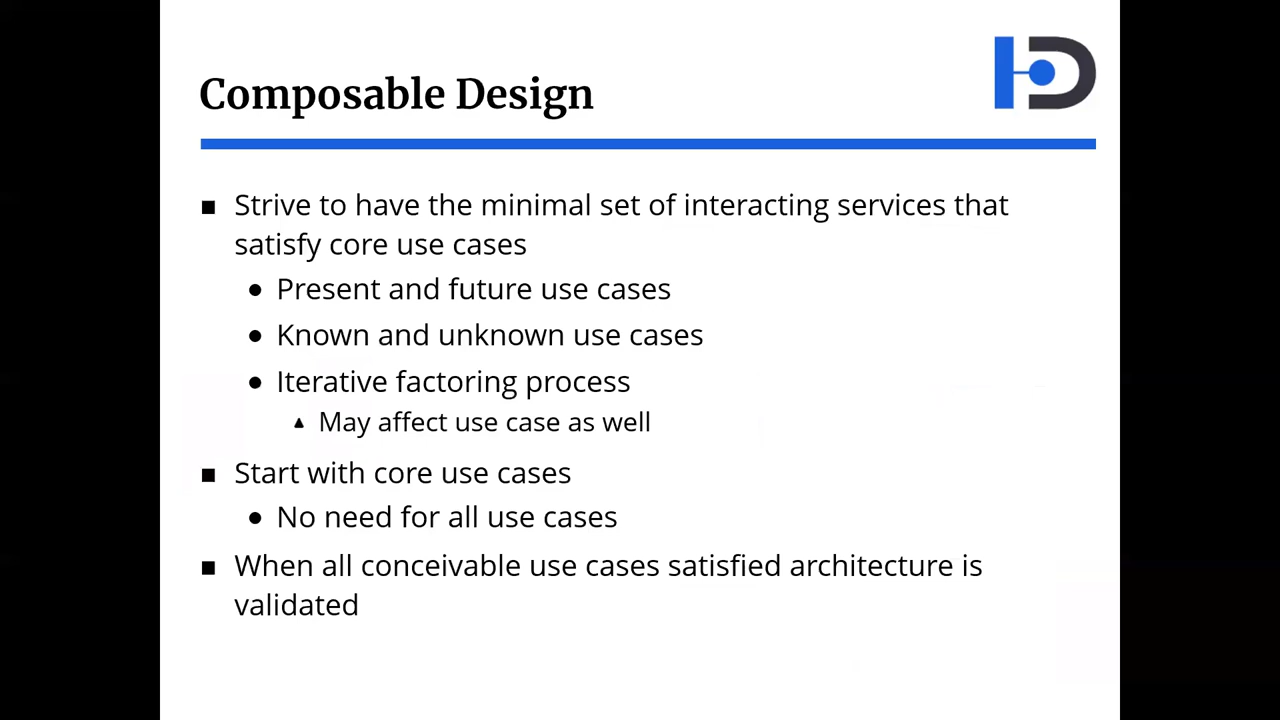 Composable Design
Strive to have the minimal set of interacting services that
satisfy core use cases
Present and future use cases
Known and unknown use cases
Iterative factoring process
May affect use case as well
Start with core use cases
No need for all use cases
When all conceivable use cases satisfied architecture is
validated